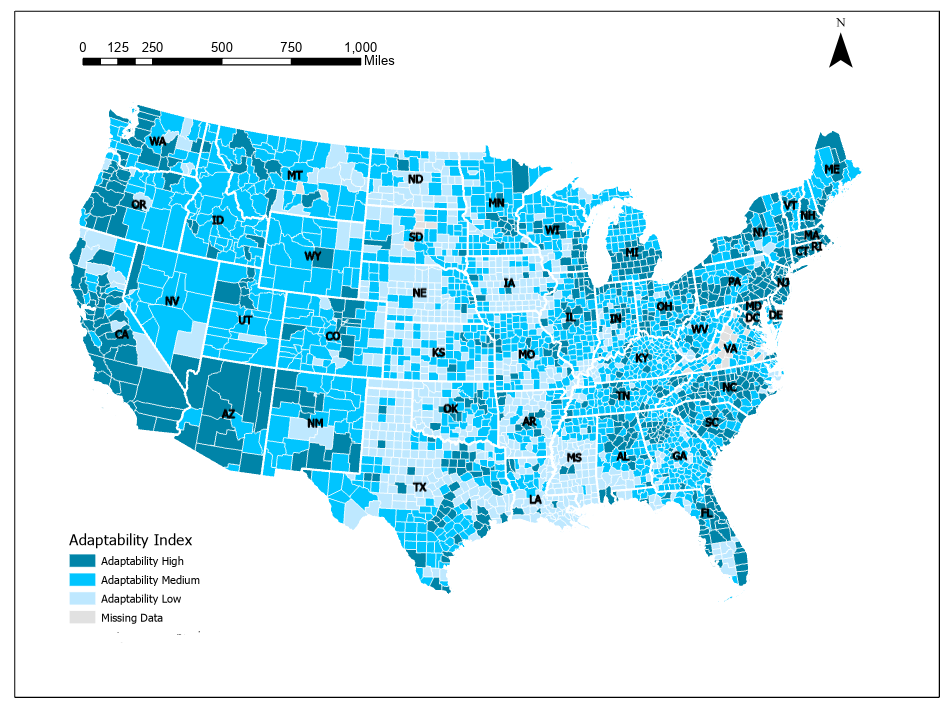 N
0 125 250 500 750 1,000
Miles
WA
MT
ND
ME
MN
VT
OR
ID
SD
WI
NH
NY
MA
WY
MI
CT RI
NE
IA
PA
NJ
NV
UT
IL
IN
OH
MD
DC DE
CA
CO
KS
MO
KY
WV
VA
AZ
NM
OK
AR
TN
NC
SC
TX
MS
AL
GA
LA
FL
Adaptability Index
Adaptability High
Adaptability Medium
Adaptability Low
Missing Data